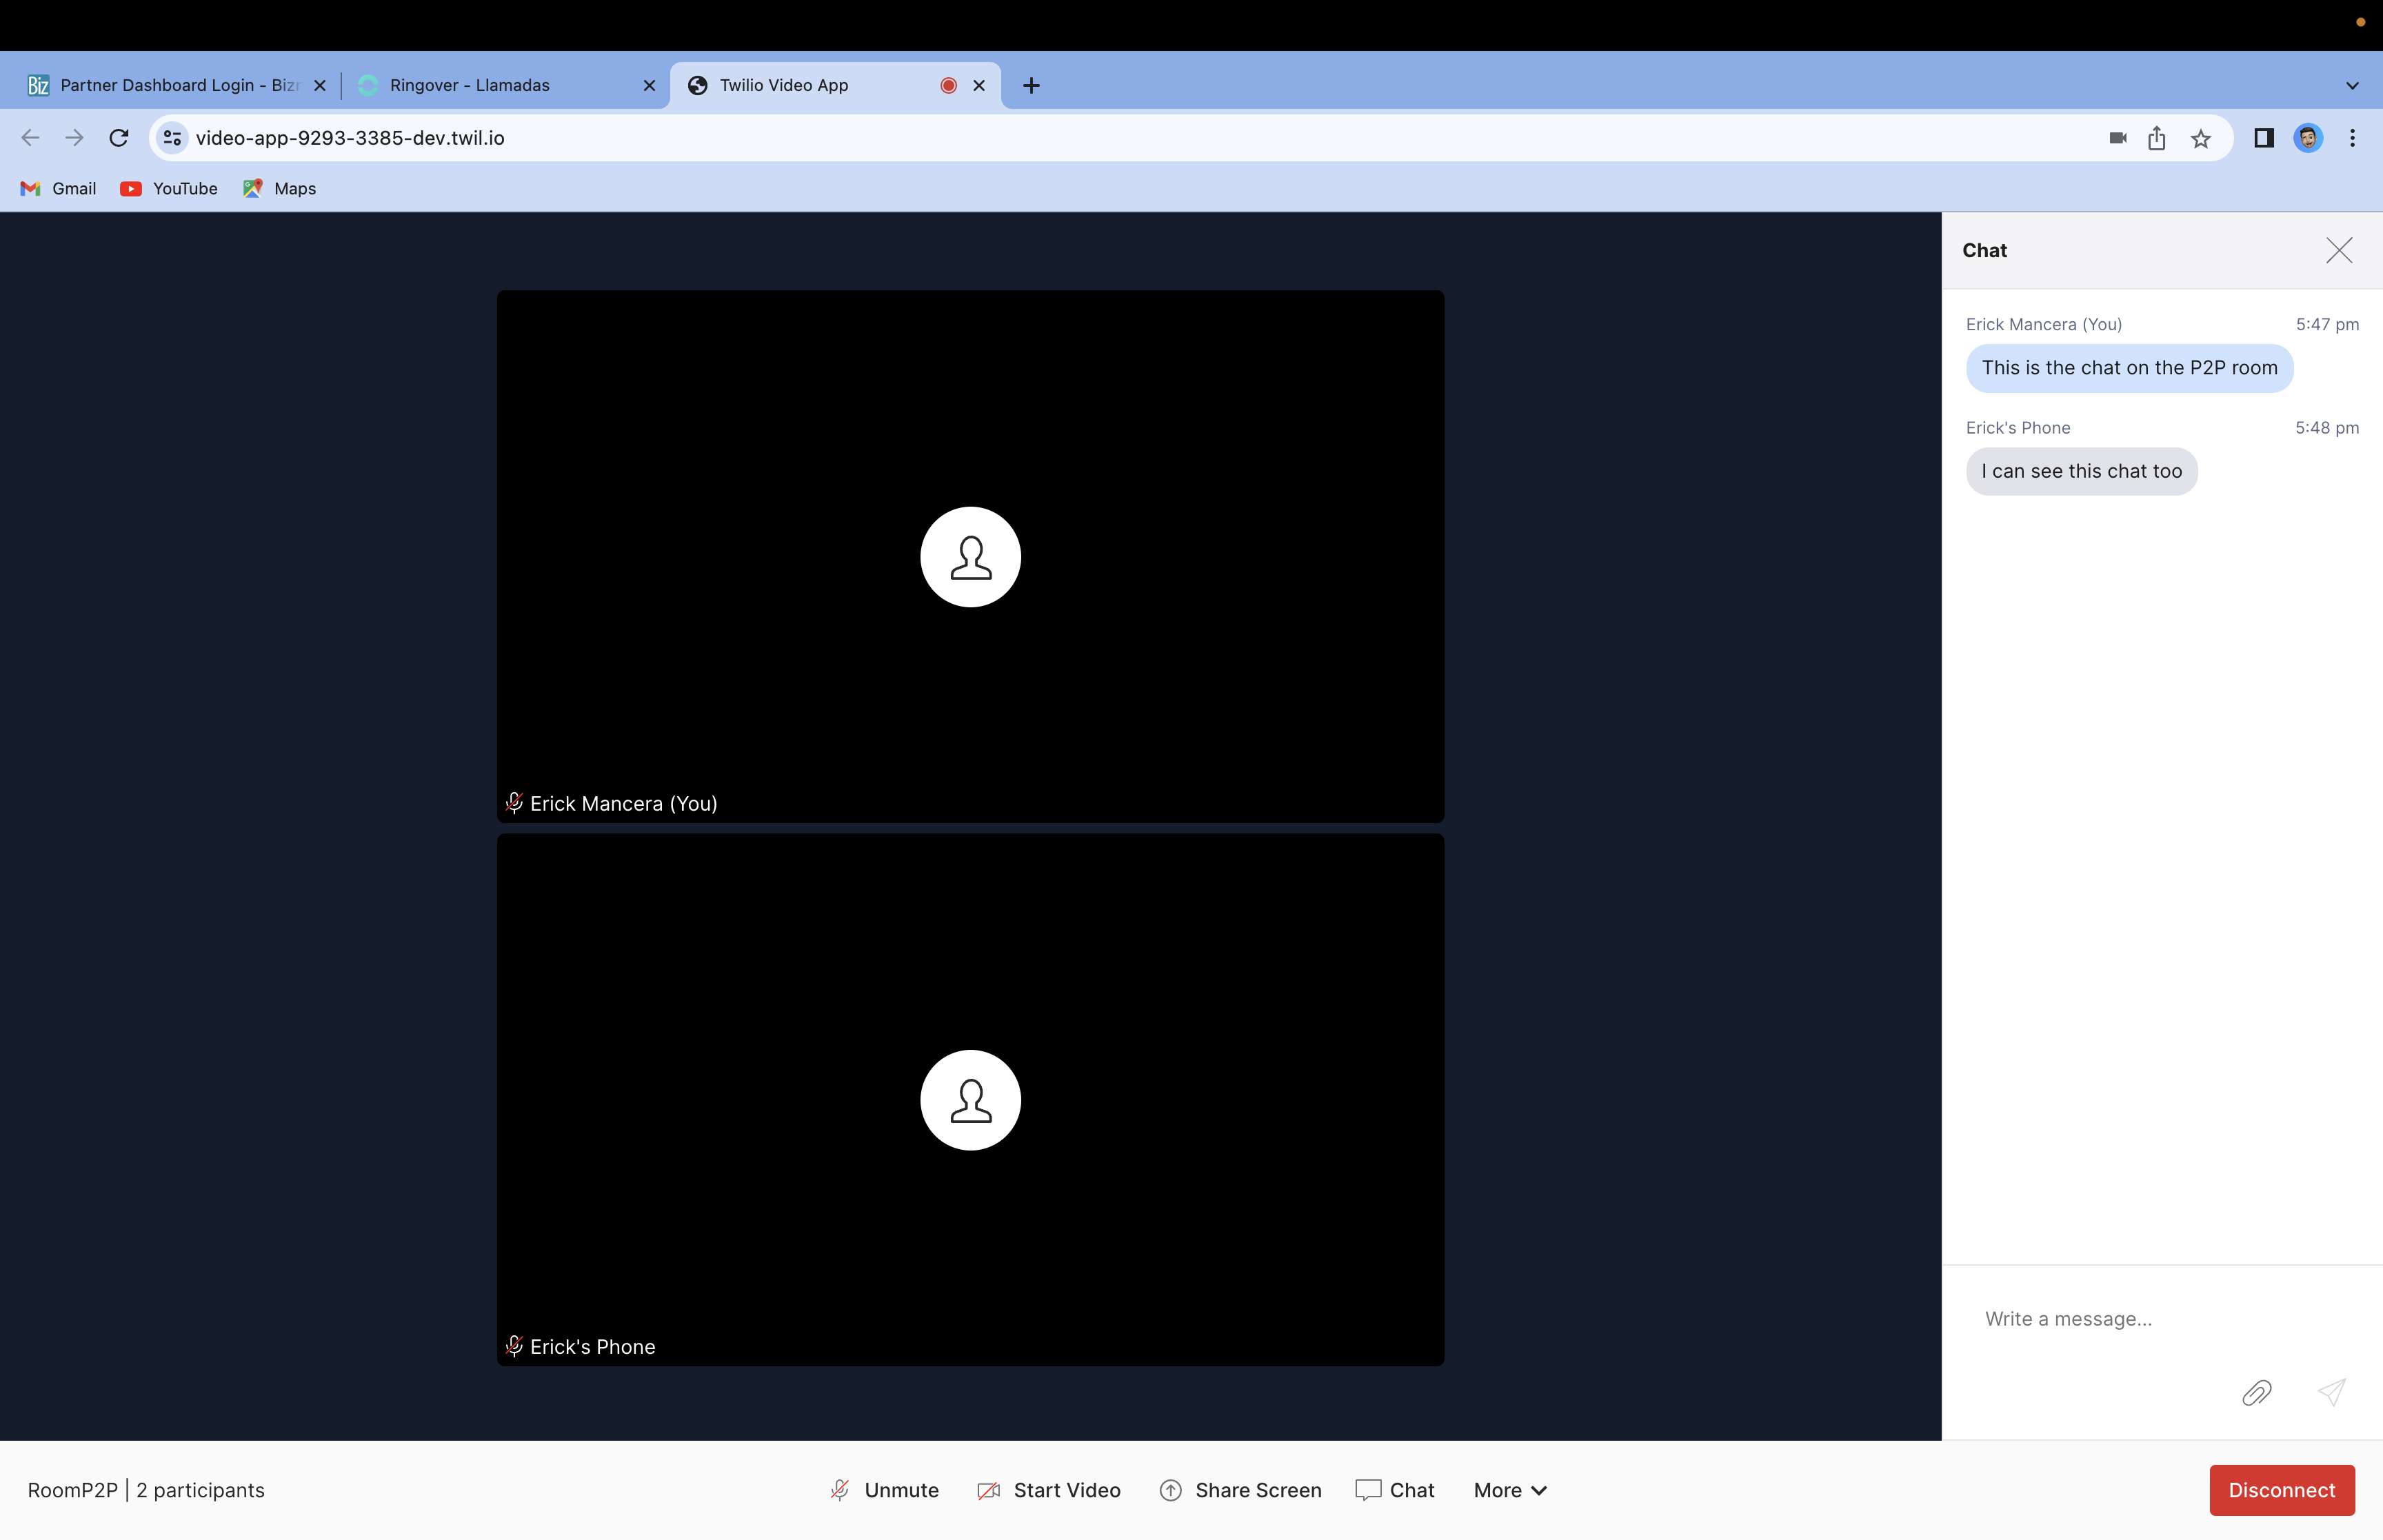 Biz Partner Dashboard Login - Bizn
Ringover - Llamadas
Twilio Video App
video-app-9293-3385-dev.twil.io
Gmail
YouTube
Maps
Chat
Erick Mancera (You) 5:47 pm
This is the chat on the P2P room
Erick's Phone 5:48 pm
I can see this chat too
Erick Mancera (You)
Erick's Phone
Write a message...
RoomP2P | 2 participants
Unmute
Start Video
Share Screen
Chat
More
Disconnect